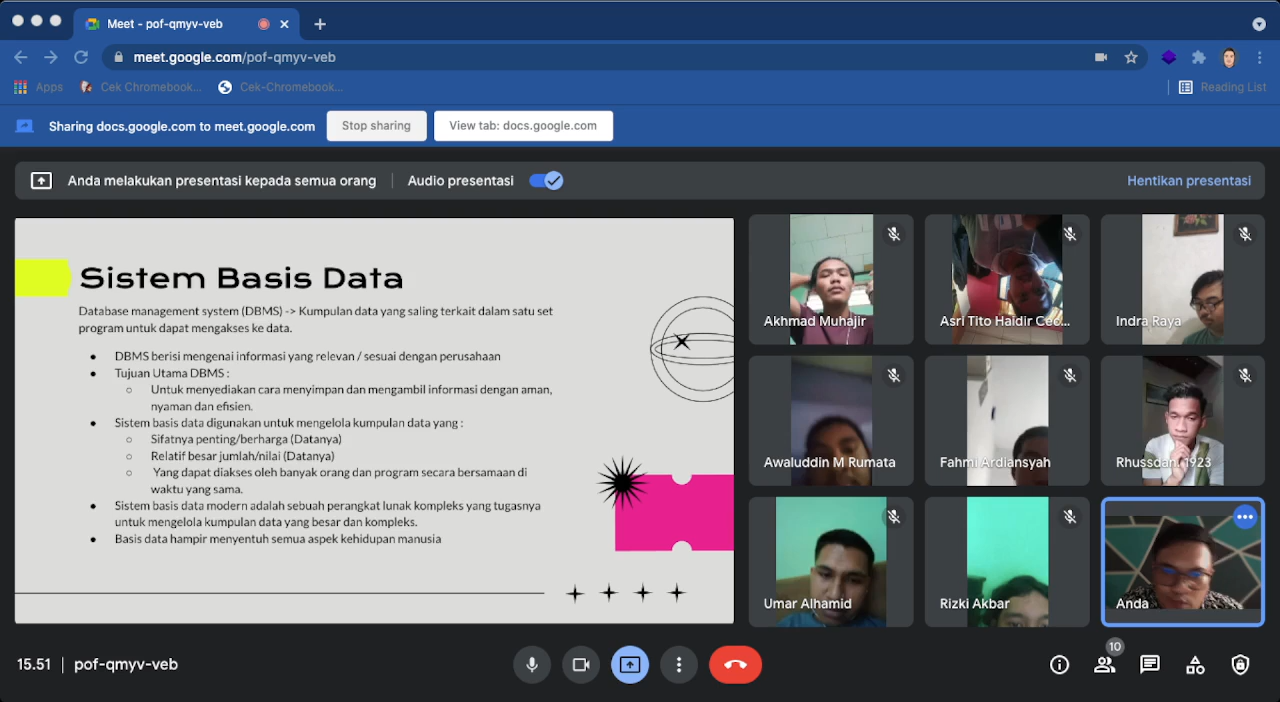 Meet - pof-qmyv-veb
meet.google.com/pof-qmyv-veb
Apps
Cek Chromebook...
Cek-Chromebook...
Reading List
Sharing docs.google.com to meet.google.com
Stop sharing
View tab: docs.google.com
Anda melakukan presentasi kepada semua orang
Audio presentasi
Hentikan presentasi
Sistem Basis Data
Database management system (DBMS) -> Kumpulan data yang saling terkait dalam satu set
program untuk dapat mengakses ke data.
● DBMS berisi mengenai informasi yang relevan / sesuai dengan perusahaan
● Tujuan Utama DBMS :
○ Untuk menyediakan cara menyimpan dan mengambil informasi dengan aman,
nyaman dan efisien.
● Sistem basis data digunakan untuk mengelola kumpulan data yang :
○ Sifatnya penting/berharga (Datanya)
○ Relatif besar jumlah/nilai (Datanya)
○ Yang dapat diakses oleh banyak orang dan program secara bersamaan di
waktu yang sama.
● Sistem basis data modern adalah sebuah perangkat lunak kompleks yang tugasnya
untuk mengelola kumpulan data yang besar dan kompleks.
● Basis data hampir menyentuh semua aspek kehidupan manusia
Akhmad Muhajir
Asri Tito Haidir Cec...
Indra Raya
Awaluddin M Rumata
Fahmi Ardiansyah
Rhussdani 1923
Umar Alhamid
Rizki Akbar
Anda
15.51
pof-qmyv-veb
10